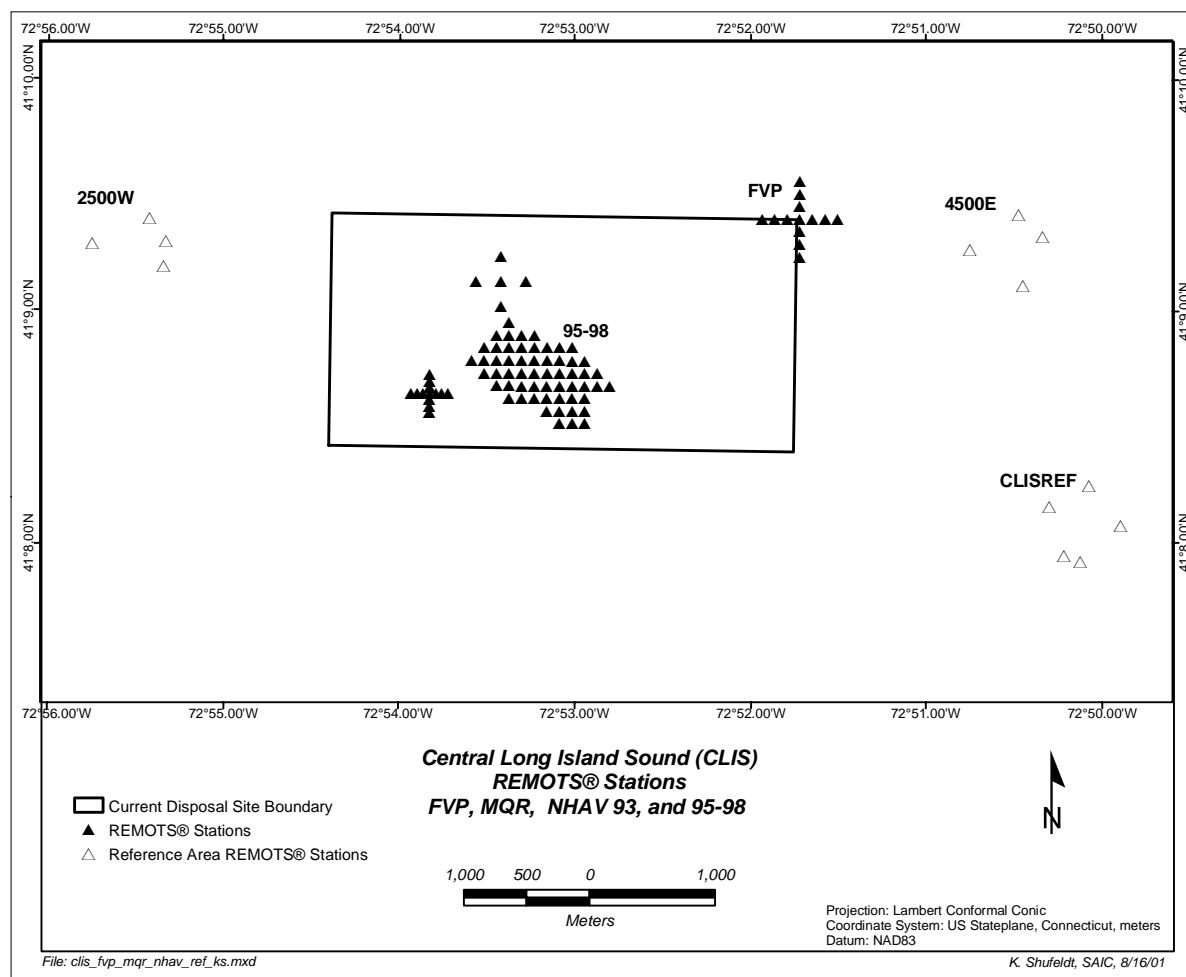 72°56.00'W 72°55.00'W 72°54.00'W 72°53.00'W 72°52.00'W 72°51.00'W 72°50.00'W
41°10.00'N 41°10.00'N
2500W
FVP
4500E
41°9.00'N 41°9.00'N
95-98
CLISREF
41°8.00'N 41°8.00'N
72°56.00'W 72°55.00'W 72°54.00'W 72°53.00'W 72°52.00'W 72°51.00'W 72°50.00'W
Central Long Island Sound (CLIS)
REMOTS® Stations
FVP, MQR, NHAV 93, and 95-98
Current Disposal Site Boundary
REMOTS® Stations
Reference Area REMOTS® Stations
N
1,000 500 0 1,000
Meters
Projection: Lambert Conformal Conic
Coordinate System: US Stateplane, Connecticut, meters
Datum: NAD83
File: clis_fvp_mqr_nhav_ref_ks.mxd
K. Shufeldt, SAIC, 8/16/01